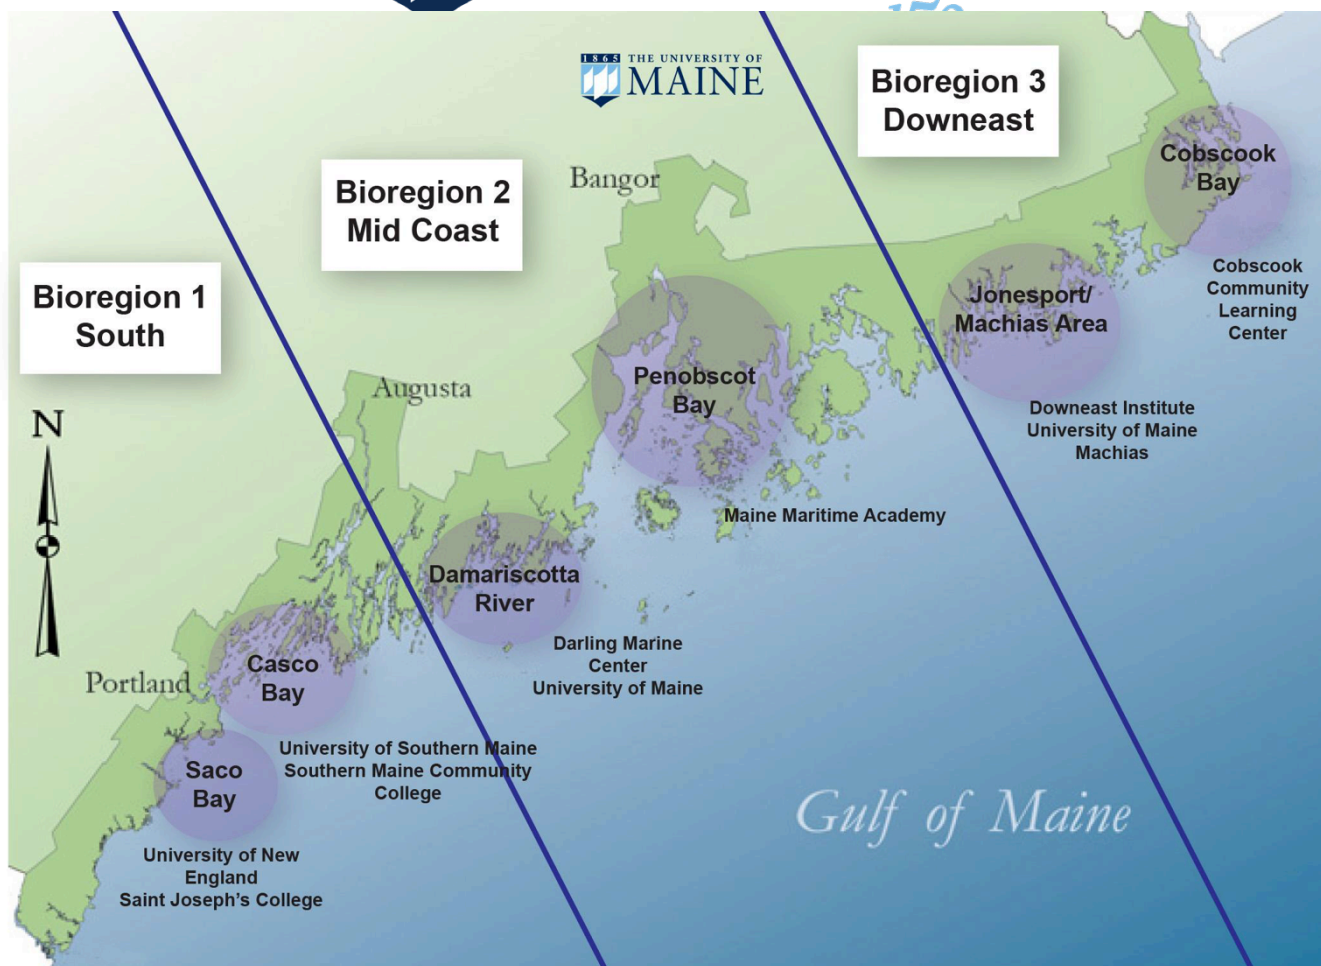 1865 THE UNIVERSITY OF
MAINE
Bioregion 3
Downeast
Bioregion 2
Mid Coast
Bioregion 1
South
Bangor
Cobscook
Bay
Cobscook
Community
Learning
Center
Jonesport/
Machias Area
Downeast Institute
University of Maine
Machias
Augusta
Penobscot
Bay
Maine Maritime Academy
N
Damariscotta
River
Darling Marine
Center
University of Maine
Portland
Casco
Bay
University of Southern Maine
Southern Maine Community
College
Saco
Bay
University of New
England
Saint Joseph's College
Gulf of Maine